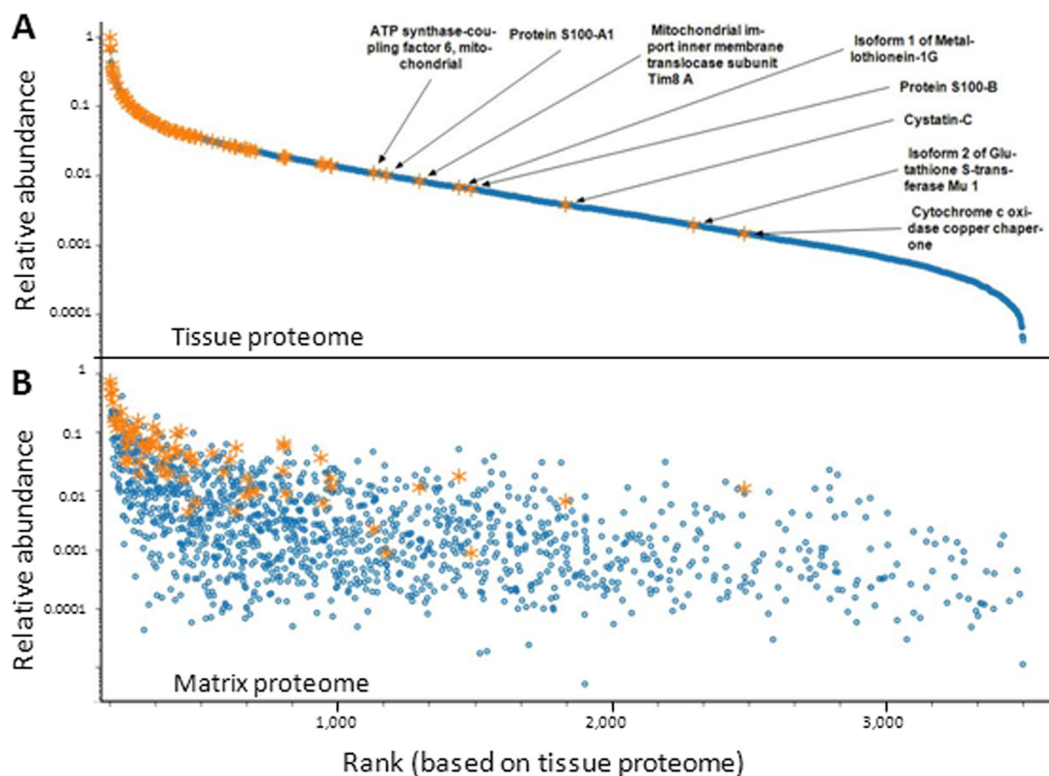 A
ATP synthase-cou-
pling factor 6, mito-
chondrial
Protein S100-A1
Mitochondrial im-
port inner membrane
translocase subunit
Tim8 A
Isoform 1 of Metal-
lothionein-1G
Protein S100-B
Cystatin-C
Isoform 2 of Glu-
tathione S-trans-
ferase Mu 1
Cytochrome c oxi-
dase copper chaper-
one
Relative abundance
1
0.1
0.01
0.001
0.0001
Tissue proteome
B
Relative abundance
1
0.1
0.01
0.001
0.0001
Matrix proteome
1,000
2,000
3,000
Rank (based on tissue proteome)